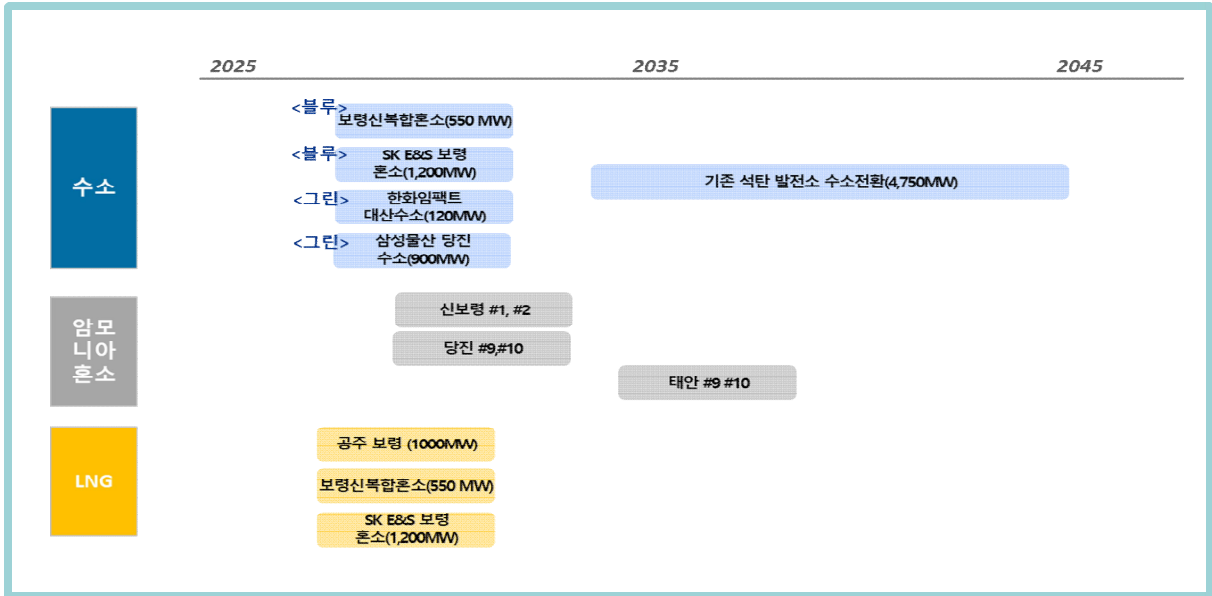 2025 2035 2045
수소
<블루>
보령신복합혼소(550 MW)
<블루>
SK E&S 보령
혼소(1,200MW)
<그린>
한화임팩트
대산수소(120MW)
<그린>
삼성물산 당진
수소(900MW)
기존 석탄 발전소 수소전환(4,750MW)
암모
니아
혼소
신보령 #1, #2
당진 #9,#10
태안 #9 #10
LNG
공주 보령 (1000MW)
보령신복합혼소(550 MW)
SK E&S 보령
혼소(1,200MW)